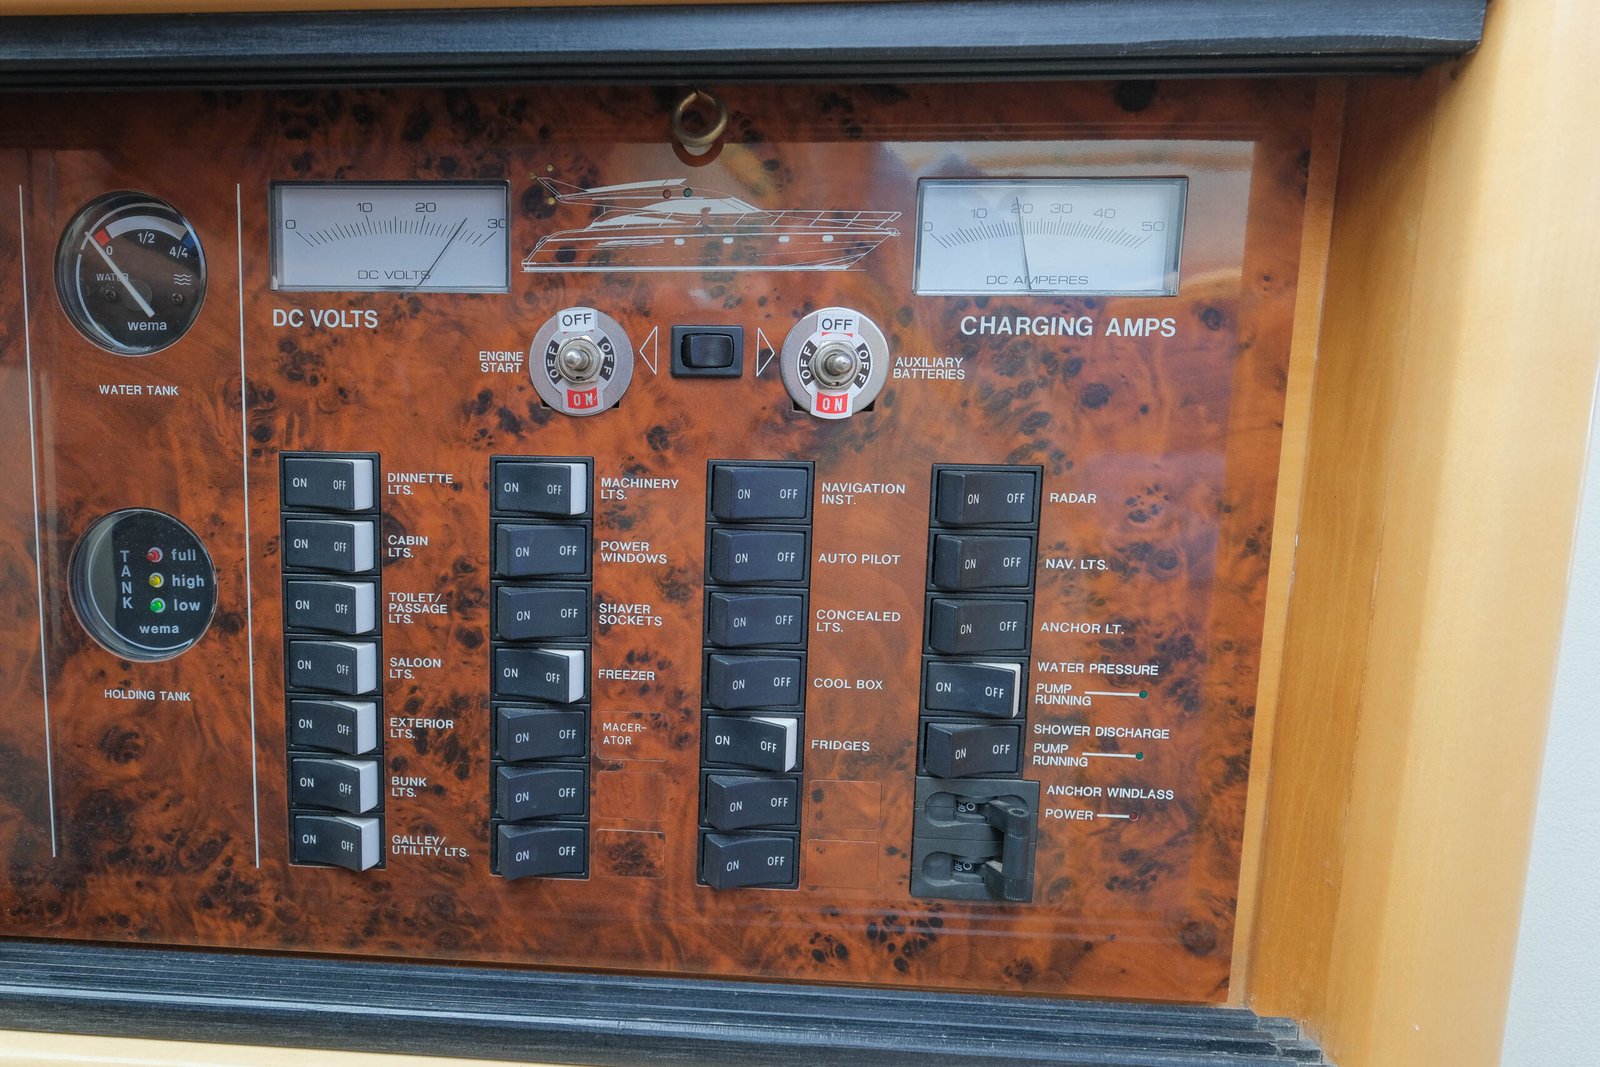 0
1/2
4/4
WATER
wema
WATER TANK
TANK
full
high
low
wema
HOLDING TANK
0 10 20 30
DC VOLTS
DC VOLTS
0 10 20 30 40 50
DC AMPERES
CHARGING AMPS
ENGINE
START
OFF
OFF
OFF
ON
OFF
OFF
OFF
ON
AUXILIARY
BATTERIES
ON OFF
DINNETTE
LTS.
ON OFF
CABIN
LTS.
ON OFF
TOILET/
PASSAGE
LTS.
ON OFF
SALOON
LTS.
ON OFF
EXTERIOR
LTS.
ON OFF
BUNK
LTS.
ON OFF
GALLEY/
UTILITY LTS.
ON OFF
MACHINERY
LTS.
ON OFF
POWER
WINDOWS
ON OFF
SHAVER
SOCKETS
ON OFF
FREEZER
ON OFF
MACER-
ATOR
ON OFF
ON OFF
ON OFF
NAVIGATION
INST.
ON OFF
AUTO PILOT
ON OFF
CONCEALED
LTS.
ON OFF
COOL BOX
ON OFF
FRIDGES
ON OFF
ON OFF
ON OFF
RADAR
ON OFF
NAV. LTS.
ON OFF
ANCHOR LT.
ON OFF
WATER PRESSURE
PUMP
RUNNING
ON OFF
SHOWER DISCHARGE
PUMP
RUNNING
ANCHOR WINDLASS
POWER